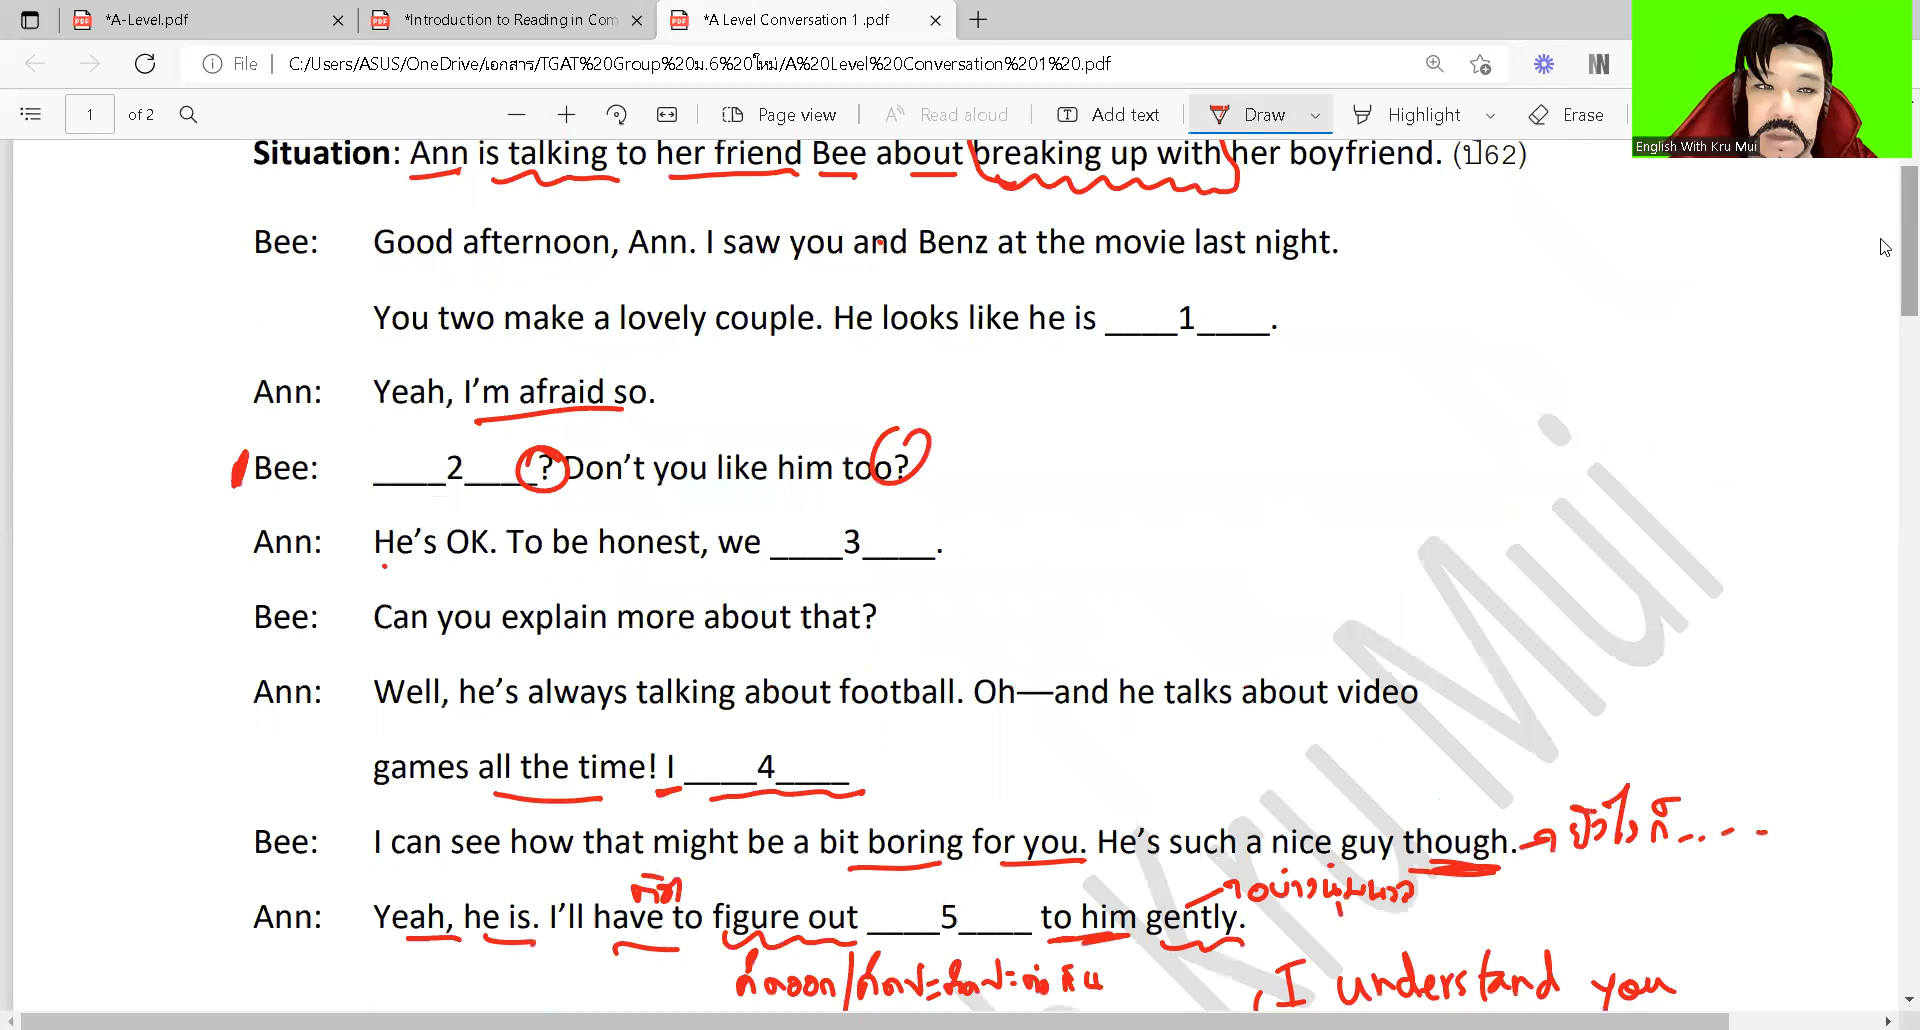 *A-Level.pdf
*Introduction to Reading in Com
*A Level Conversation 1 .pdf
File C:/Users/ASUS/OneDrive/เอกสาร/TGAT%20Group%20ม.6%20ใหม่/A%20Level%20Conversation%201%20.pdf
1 of 2 Page view Read aloud Add text Draw Highlight Erase
English With Kru Mui
Situation: Ann is talking to her friend Bee about breaking up with her boyfriend. (ปี62)
Bee: Good afternoon, Ann. I saw you and Benz at the movie last night.
You two make a lovely couple. He looks like he is ____1____.
Ann: Yeah, I'm afraid so.
Bee: ____2____? Don't you like him too?
Ann: He's OK. To be honest, we ____3____.
Bee: Can you explain more about that?
Ann: Well, he's always talking about football. Oh—and he talks about video
games all the time! I ____4____
Bee: I can see how that might be a bit boring for you. He's such a nice guy though.
Ann: Yeah, he is. I'll have to figure out ____5____ to him gently.
I understand you
Kru Mui